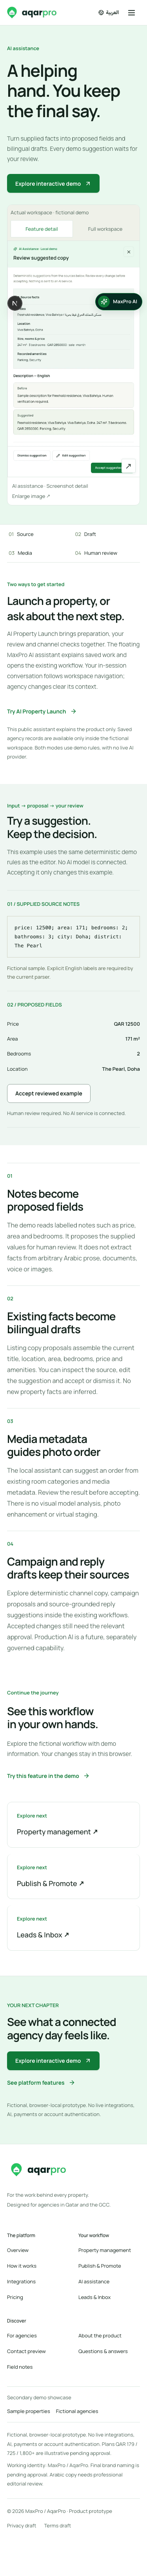 aqarpro
العربية
AI assistance
A helping
hand. You keep
the final say.
Turn supplied facts into proposed fields and
bilingual drafts. Every demo suggestion waits for
your review.
Explore interactive demo
Actual workspace · fictional demo
Feature detail
Full workspace
Review suggested copy
MaxPro AI
Location
Description – English
Before
Suggested
Dismiss suggestion
Edit suggestion
AI assistance · Screenshot detail
Enlarge image ↗
01 Source
02 Draft
03 Media
04 Human review
Two ways to get started
Launch a property, or
ask about the next step.
AI Property Launch brings preparation, your
review and channel checks together. The floating
MaxPro AI assistant explains saved work and
opens existing workflows. Your in-session
conversation follows workspace navigation;
agency changes clear its context.
Try AI Property Launch →
This public assistant explains the product only. Saved
agency records are available only inside the fictional
workspace. Both modes use demo rules, with no live AI
provider.
Input → proposal → your review
Try a suggestion.
Keep the decision.
This example uses the same deterministic demo
rules as the editor. No AI model is connected.
Accepting it only changes this example.
01 / SUPPLIED SOURCE NOTES
price: 12500; area: 171; bedrooms: 2;
bathrooms: 3; city: Doha; district:
The Pearl
Fictional sample. Explicit English labels are required by
the current parser.
02 / PROPOSED FIELDS
Price QAR 12500
Area 171 m²
Bedrooms 2
Location The Pearl, Doha
Accept reviewed example
Human review required. No AI service is connected.
01
Notes become
proposed fields
The demo reads labelled notes such as price,
area and bedrooms. It proposes the supplied
values for human review. It does not extract
facts from arbitrary Arabic prose, documents,
voice or images.
02
Existing facts become
bilingual drafts
Listing copy proposals assemble the current
title, location, area, bedrooms, price and
amenities. You can inspect the source, edit
the suggestion and accept or dismiss it. No
new property facts are inferred.
03
Media metadata
guides photo order
The local assistant can suggest an order from
existing room categories and media
metadata. Review the result before accepting.
There is no visual model analysis, photo
enhancement or virtual staging.
04
Campaign and reply
drafts keep their sources
Explore deterministic channel copy, campaign
proposals and source-grounded reply
suggestions inside the existing workflows.
Accepted changes still follow the relevant
approval path. Production AI is a future, separately
governed capability.
Continue the journey
See this workflow
in your own hands.
Explore the fictional workflow with demo
information. Your changes stay in this browser.
Try this feature in the demo →
Explore next
Property management ↗
Explore next
Publish & Promote ↗
Explore next
Leads & Inbox ↗
YOUR NEXT CHAPTER
See what a connected
agency day feels like.
Explore interactive demo ↗
See platform features →
Fictional, browser-local prototype. No live integrations,
AI, payments or account authentication.
aqarpro
For the work behind every property.
Designed for agencies in Qatar and the GCC.
The platform
Your workflow
Overview
Property management
How it works
Publish & Promote
Integrations
AI assistance
Pricing
Leads & Inbox
Discover
For agencies
About the product
Contact preview
Questions & answers
Field notes
Secondary demo showcase
Sample properties
Fictional agencies
Fictional, browser-local prototype. No live integrations,
AI, payments or account authentication. Plans QAR 179 /
725 / 1,800+ are illustrative pending approval.
Working identity: MaxPro / AqarPro. Final brand naming is
pending approval. Arabic copy needs professional
editorial review.
© 2026 MaxPro / AqarPro · Product prototype
Privacy draft
Terms draft